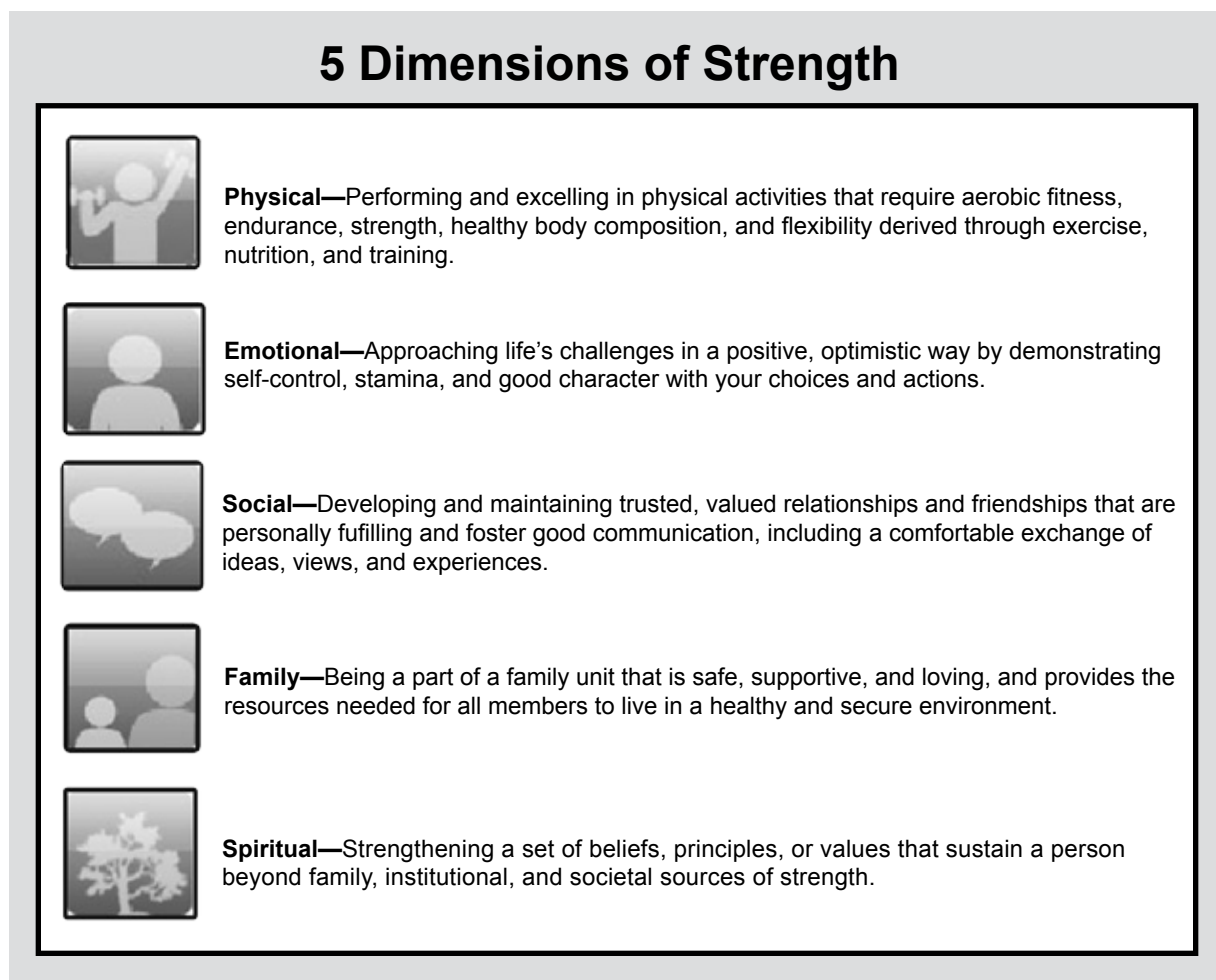 5 Dimensions of Strength
Physical—Performing and excelling in physical activities that require aerobic fitness,
endurance, strength, healthy body composition, and flexibility derived through exercise,
nutrition, and training.
Emotional—Approaching life's challenges in a positive, optimistic way by demonstrating
self-control, stamina, and good character with your choices and actions.
Social—Developing and maintaining trusted, valued relationships and friendships that are
personally fufilling and foster good communication, including a comfortable exchange of
ideas, views, and experiences.
Family—Being a part of a family unit that is safe, supportive, and loving, and provides the
resources needed for all members to live in a healthy and secure environment.
Spiritual—Strengthening a set of beliefs, principles, or values that sustain a person
beyond family, institutional, and societal sources of strength.